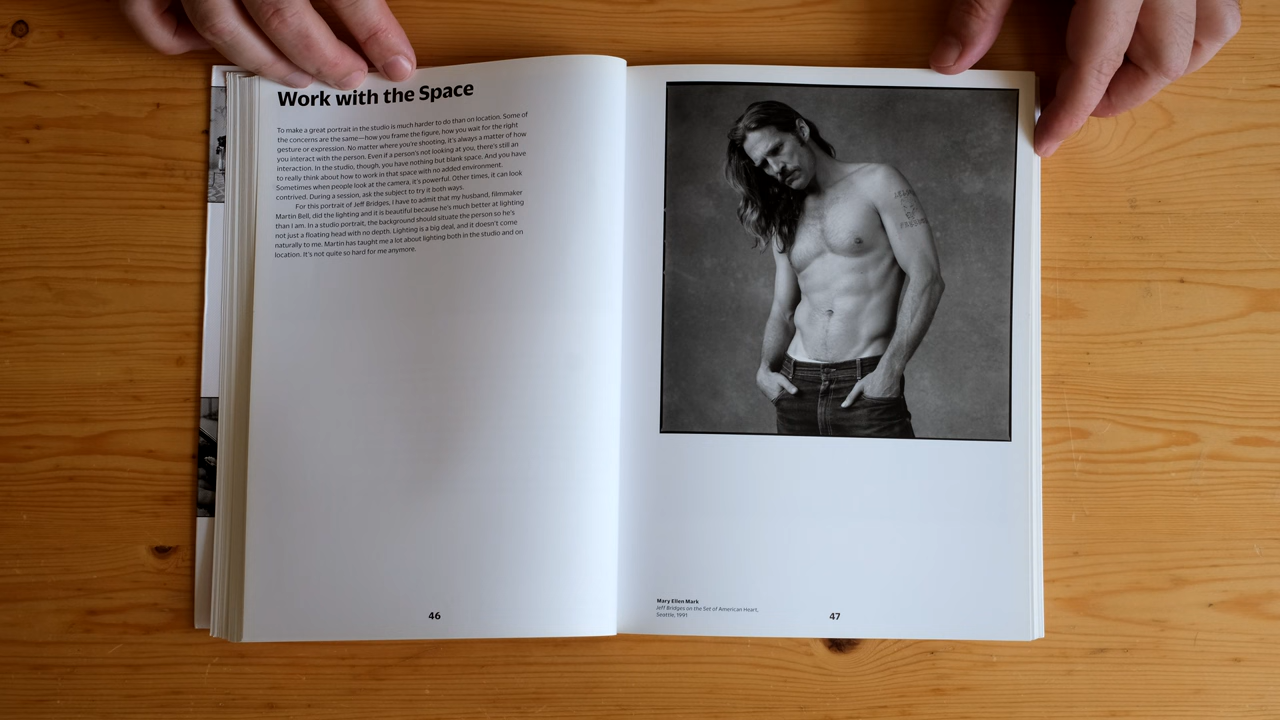 Work with the Space
To make a great portrait in the studio is much harder to do than on location. Some of
the concerns are the same—how you frame the figure, how you wait for the right
gesture or expression. No matter where you're shooting, it's always a matter of how
you interact with the person. Even if a person's not looking at you, there's still an
interaction. In the studio, though, you have nothing but blank space. And you have
to really think about how to work in that space with no added environment.
Sometimes when people look at the camera, it's powerful. Other times, it can look
contrived. During a session, ask the subject to try it both ways.
For this portrait of Jeff Bridges, I have to admit that my husband, filmmaker
Martin Bell, did the lighting and it is beautiful because he's much better at lighting
than I am. In a studio portrait, the background should situate the person so he's
not just a floating head with no depth. Lighting is a big deal, and it doesn't come
naturally to me. Martin has taught me a lot about lighting both in the studio and on
location. It's not quite so hard for me anymore.
46
Mary Ellen Mark
Jeff Bridges on the Set of American Heart,
Seattle, 1991
47